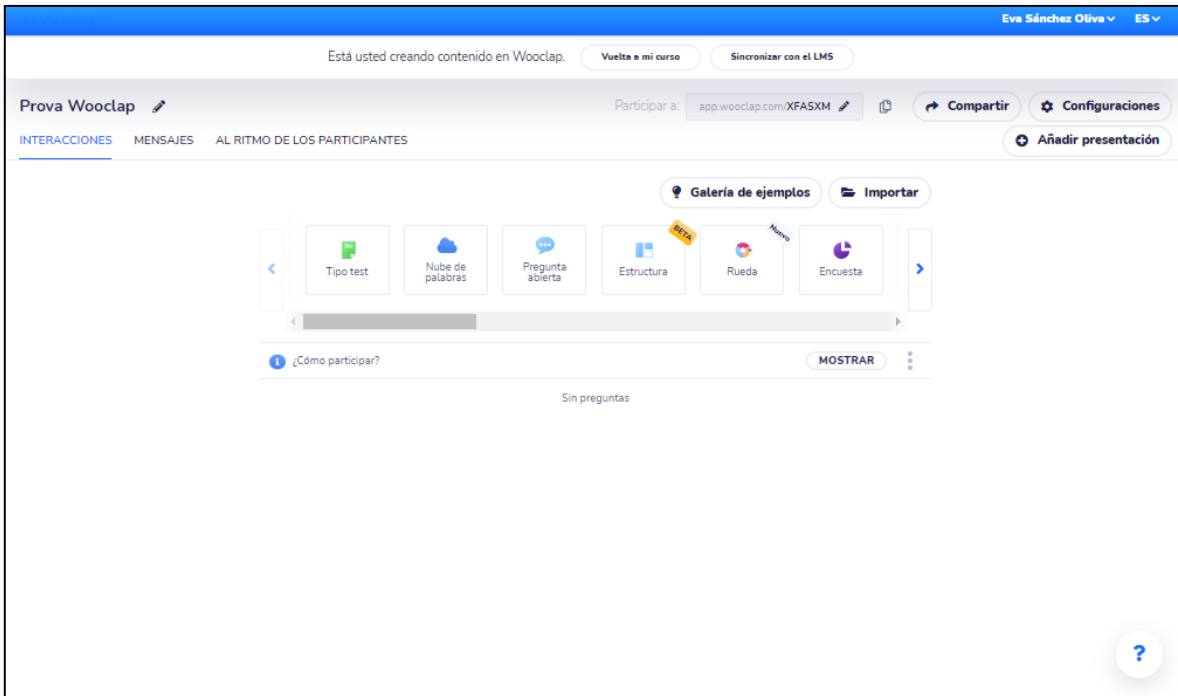 Eva Sánchez Oliva ES
Está usted creando contenido en Wooclap. Vuelta a mi curso Sincronizar con el LMS
Prova Wooclap Participar a: app.wooclap.com/XFASXM Compartir Configuraciones
INTERACCIONES MENSAJES AL RITMO DE LOS PARTICIPANTES Añadir presentación
Galería de ejemplos Importar
BETA Nuevo
Tipo test Nube de palabras Pregunta abierta Estructura Rueda Encuesta
¿Cómo participar? MOSTRAR
Sin preguntas
?